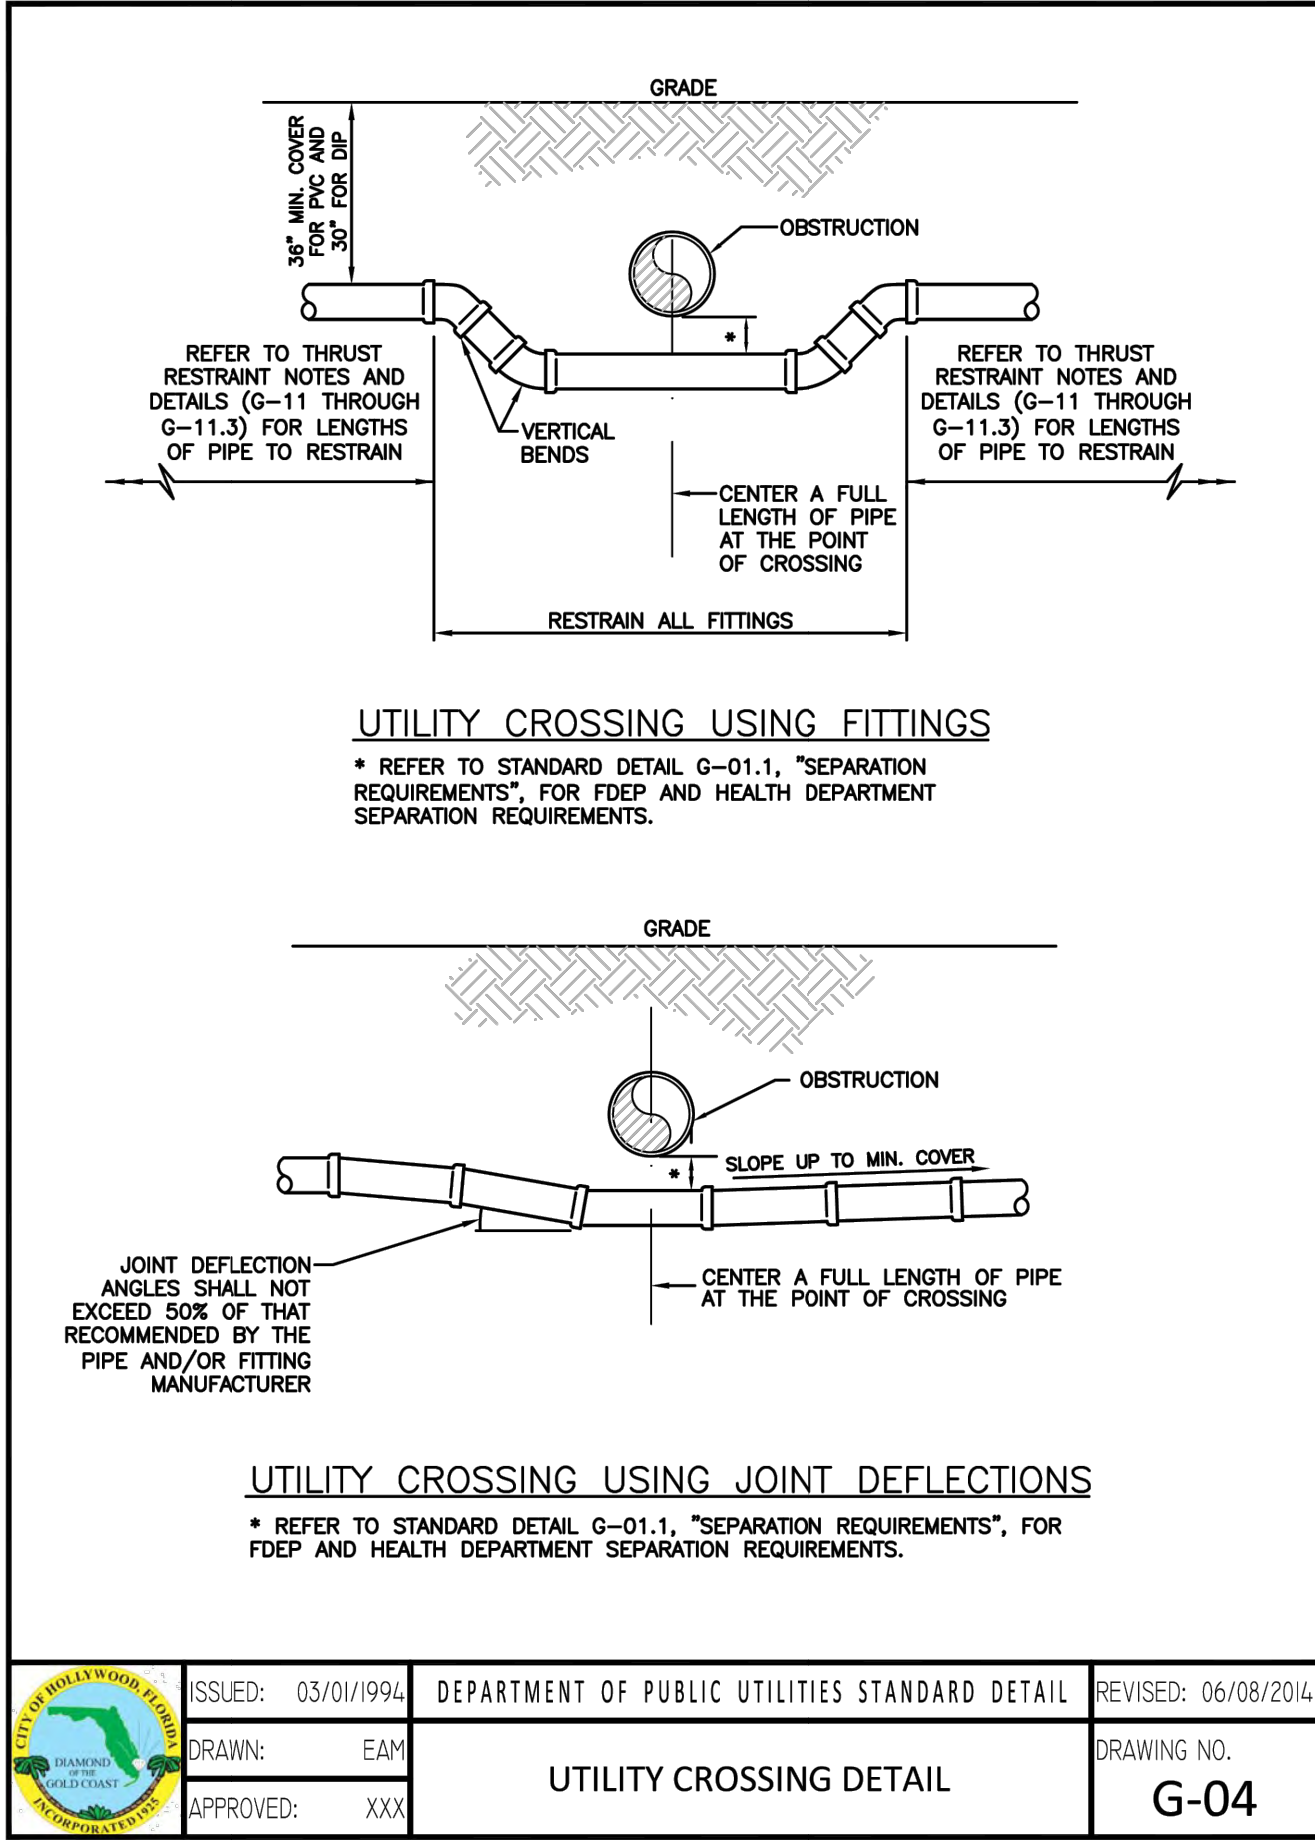 GRADE
36" MIN. COVER
FOR PVC AND
30" FOR DIP
OBSTRUCTION
*
REFER TO THRUST
RESTRAINT NOTES AND
DETAILS (G-11 THROUGH
G-11.3) FOR LENGTHS
OF PIPE TO RESTRAIN
REFER TO THRUST
RESTRAINT NOTES AND
DETAILS (G-11 THROUGH
G-11.3) FOR LENGTHS
OF PIPE TO RESTRAIN
VERTICAL
BENDS
CENTER A FULL
LENGTH OF PIPE
AT THE POINT
OF CROSSING
RESTRAIN ALL FITTINGS
UTILITY CROSSING USING FITTINGS
* REFER TO STANDARD DETAIL G-01.1, "SEPARATION
REQUIREMENTS", FOR FDEP AND HEALTH DEPARTMENT
SEPARATION REQUIREMENTS.
GRADE
OBSTRUCTION
*
SLOPE UP TO MIN. COVER
JOINT DEFLECTION
ANGLES SHALL NOT
EXCEED 50% OF THAT
RECOMMENDED BY THE
PIPE AND/OR FITTING
MANUFACTURER
CENTER A FULL LENGTH OF PIPE
AT THE POINT OF CROSSING
UTILITY CROSSING USING JOINT DEFLECTIONS
* REFER TO STANDARD DETAIL G-01.1, "SEPARATION REQUIREMENTS", FOR
FDEP AND HEALTH DEPARTMENT SEPARATION REQUIREMENTS.
CITY OF HOLLYWOOD, FLORIDA
DIAMOND
OF THE
GOLD COAST
INCORPORATED 1925
ISSUED: 03/01/1994
DRAWN: EAM
APPROVED: XXX
DEPARTMENT OF PUBLIC UTILITIES STANDARD DETAIL
UTILITY CROSSING DETAIL
REVISED: 06/08/2014
DRAWING NO.
G-04